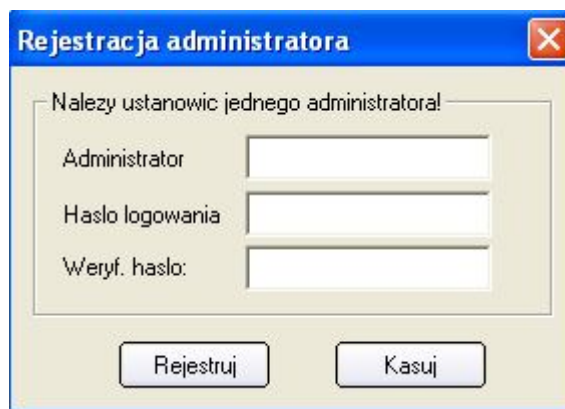 Rejestracja administratora
Nalezy ustanowic jednego administratora!
Administrator
Haslo logowania
Weryf. haslo:
Rejestruj Kasuj